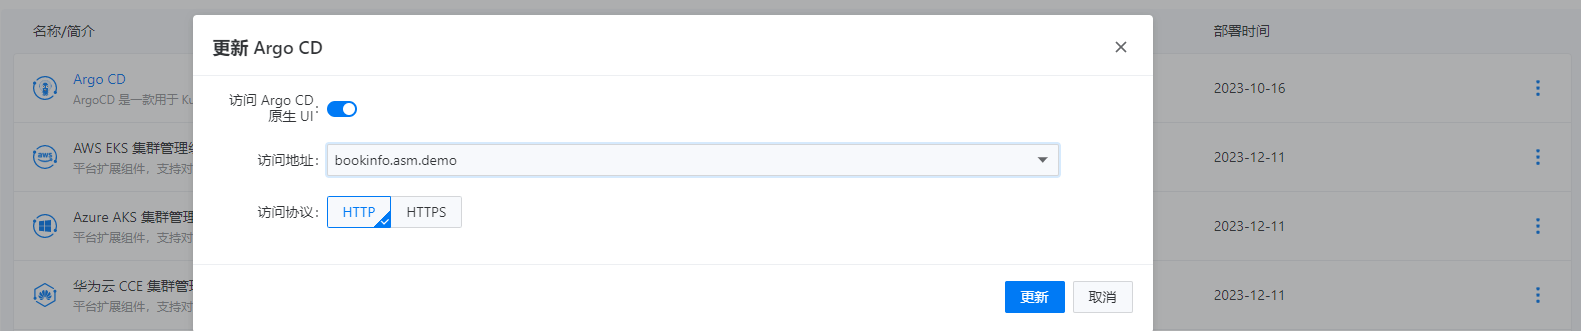 名称/简介
部署时间
更新 Argo CD
Argo CD
ArgoCD 是一款用于 Ku
2023-10-16
访问 Argo CD
原生 UI:
AWS EKS 集群管理
平台扩展组件，支持对
2023-12-11
访问地址:
bookinfo.asm.demo
Azure AKS 集群管理
平台扩展组件，支持对
2023-12-11
访问协议:
HTTP
HTTPS
华为云 CCE 集群管理
平台扩展组件，支持对
2023-12-11
更新
取消